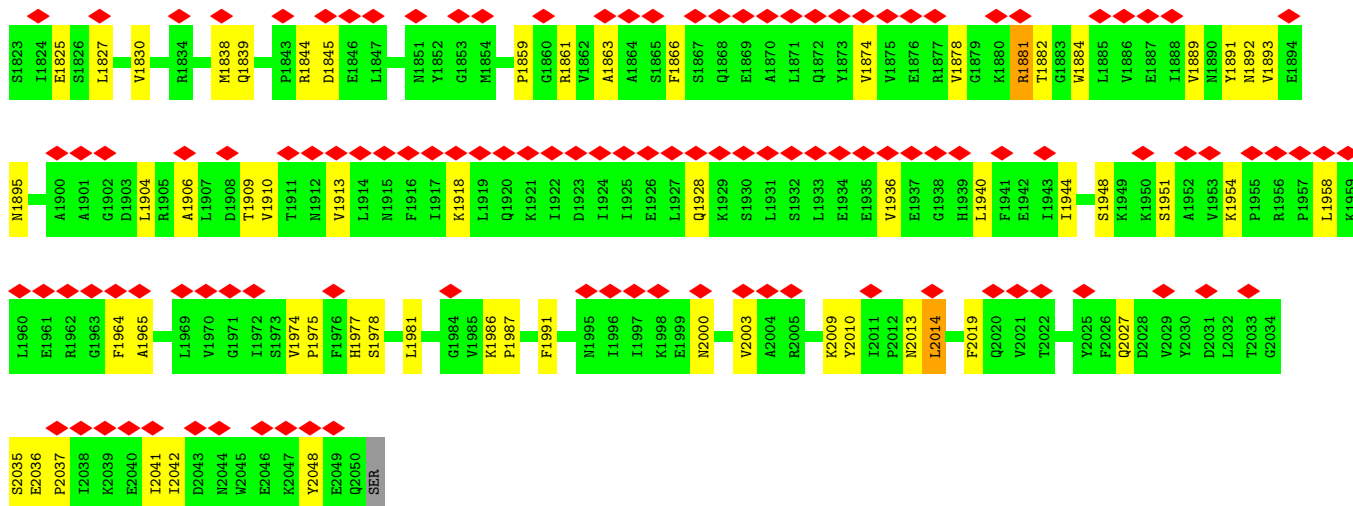 S1823 I1824 E1825 S1826 L1827 V1830 R1834 M1838 Q1839 P1843 R1844 D1845 E1846 L1847 N1851 Y1852 G1853 M1854 P1859 G1860 R1861 V1862 A1863 A1864 S1865 F1866 S1867 Q1868 E1869 A1870 L1871 Q1872 Y1873 V1874 V1875 E1876 R1877 V1878 G1879 K1880 R1881 T1882 G1883 W1884 L1885 V1886 E1887 I1888 V1889 N1890 Y1891 N1892 V1893 E1894
N1895 A1900 A1901 G1902 D1903 L1904 R1905 A1906 L1907 D1908 T1909 V1910 T1911 N1912 V1913 L1914 N1915 F1916 I1917 K1918 L1919 Q1920 K1921 I1922 D1923 I1924 I1925 E1926 L1927 Q1928 K1929 S1930 L1931 S1932 L1933 E1934 E1935 V1936 E1937 G1938 H1939 L1940 F1941 E1942 I1943 I1944 S1948 K1949 K1950 S1951 A1952 V1953 K1954 P1955 R1956 P1957 L1958 K1959
L1960 E1961 R1962 G1963 F1964 A1965 L1969 V1970 G1971 I1972 S1973 V1974 P1975 F1976 H1977 S1978 L1981 G1984 V1985 K1986 P1987 F1991 N1995 I1996 I1997 K1998 E1999 N2000 V2003 A2004 R2005 K2009 Y2010 I2011 P2012 N2013 L2014 F2019 Q2020 V2021 T2022 Y2025 F2026 Q2027 D2028 V2029 Y2030 D2031 L2032 T2033 G2034
S2035 E2036 P2037 I2038 K2039 E2040 I2041 I2042 D2043 N2044 W2045 E2046 K2047 Y2048 E2049 Q2050 SER